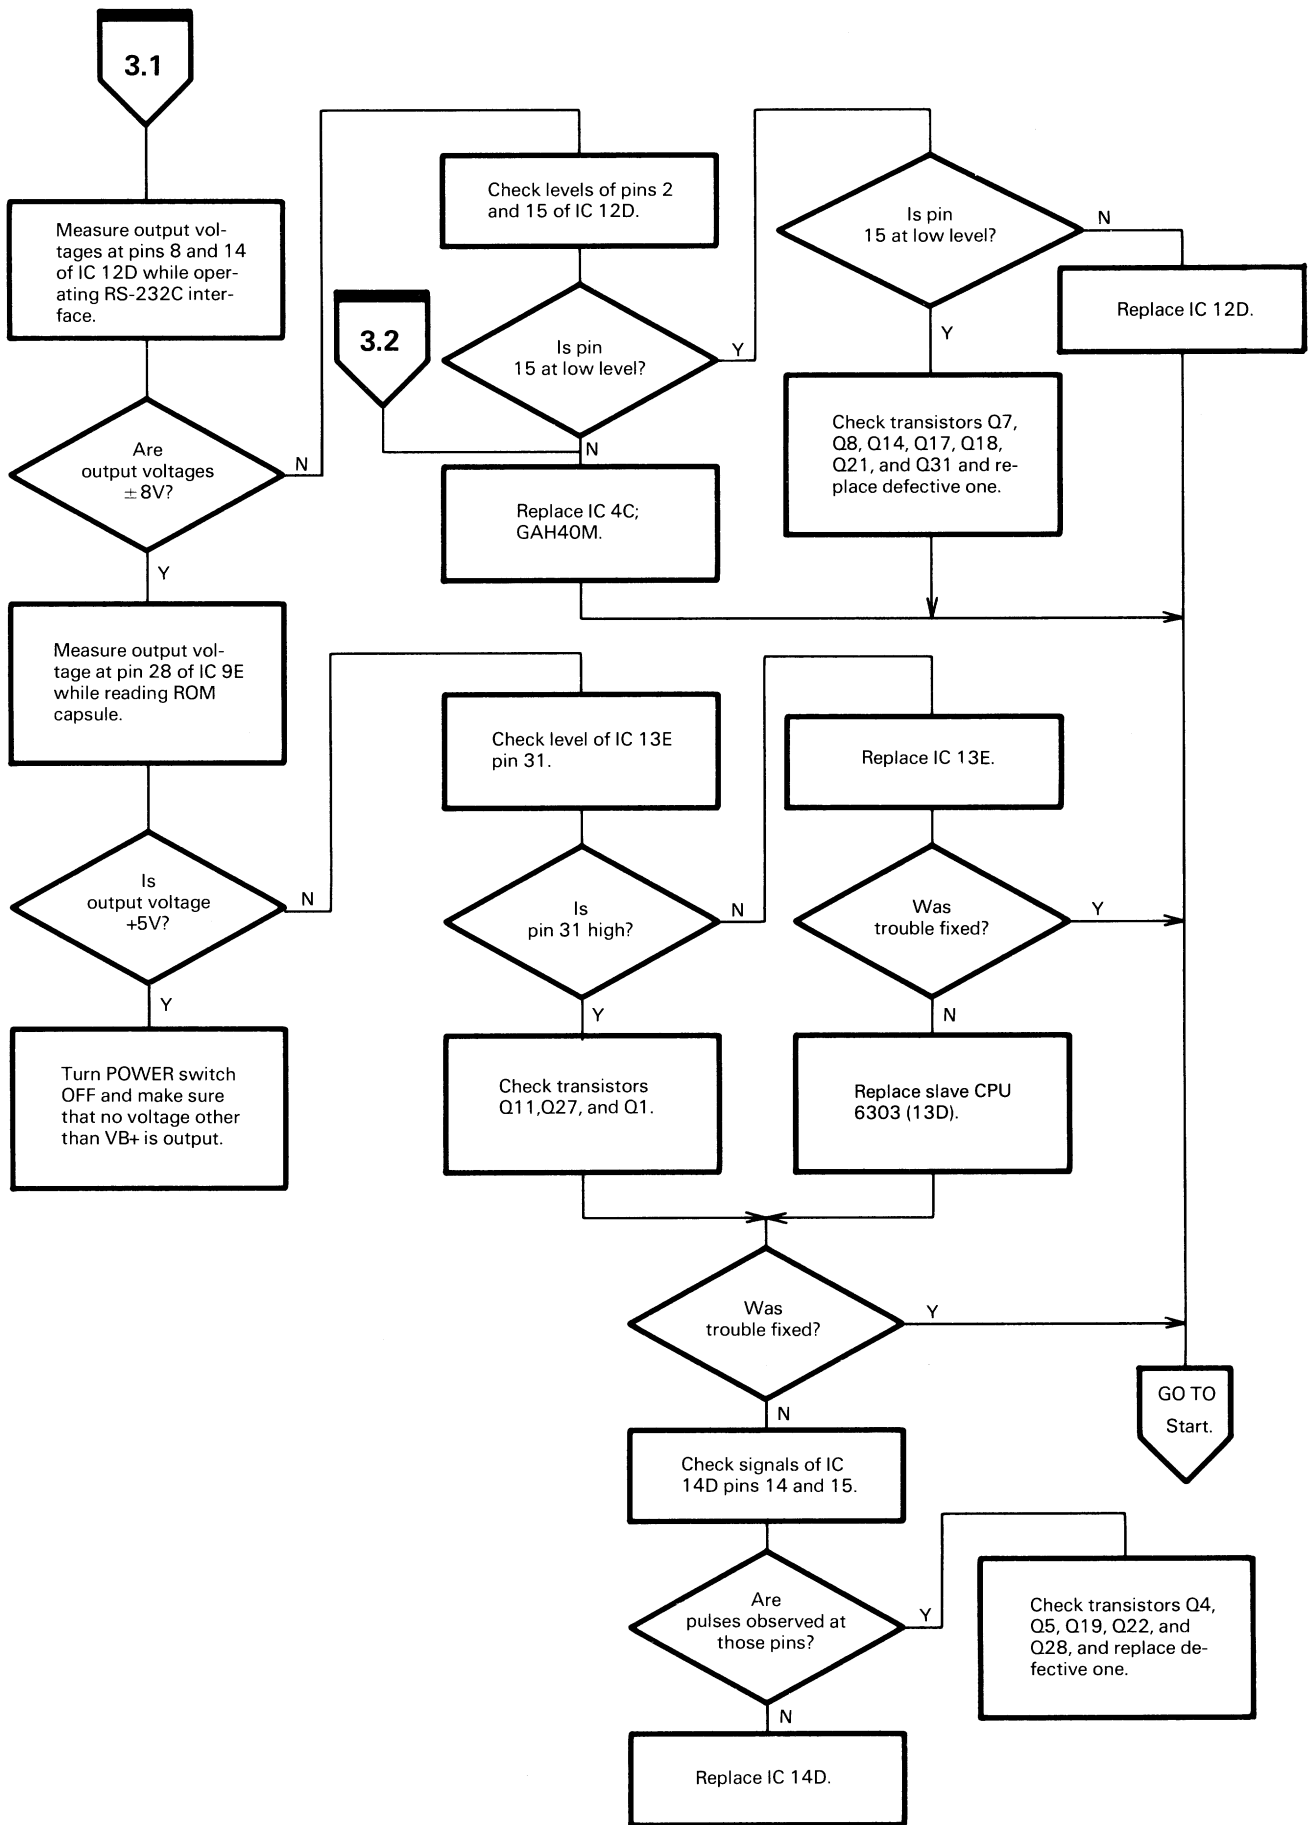 3.1
Measure output vol-
tages at pins 8 and 14
of IC 12D while oper-
ating RS-232C inter-
face.
Are
output voltages
±8V?
N
Y
Check levels of pins 2
and 15 of IC 12D.
3.2
Is pin
15 at low level?
Y
N
Replace IC 4C;
GAH40M.
Is pin
15 at low level?
N
Y
Replace IC 12D.
Check transistors Q7,
Q8, Q14, Q17, Q18,
Q21, and Q31 and re-
place defective one.
Measure output vol-
tage at pin 28 of IC 9E
while reading ROM
capsule.
Is
output voltage
+5V?
N
Y
Turn POWER switch
OFF and make sure
that no voltage other
than VB+ is output.
Check level of IC 13E
pin 31.
Is
pin 31 high?
N
Y
Check transistors
Q11,Q27, and Q1.
Replace IC 13E.
Was
trouble fixed?
Y
N
Replace slave CPU
6303 (13D).
Was
trouble fixed?
Y
N
GO TO
Start.
Check signals of IC
14D pins 14 and 15.
Are
pulses observed at
those pins?
Y
N
Check transistors Q4,
Q5, Q19, Q22, and
Q28, and replace de-
fective one.
Replace IC 14D.